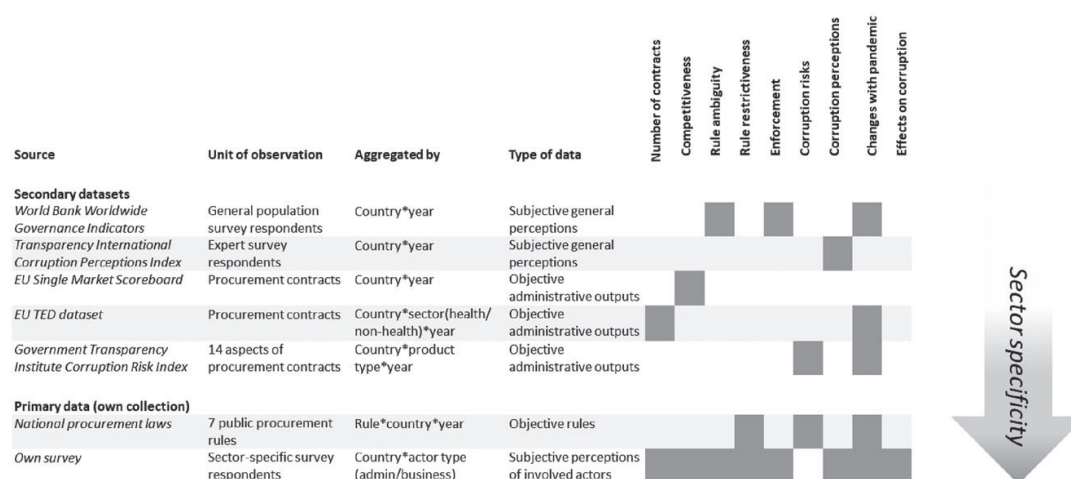 Number of contracts
Competitiveness
Rule ambiguity
Rule restrictiveness
Enforcement
Corruption risks
Corruption perceptions
Changes with pandemic
Effects on corruption
Source Unit of observation Aggregated by Type of data
Secondary datasets
World Bank Worldwide General population Country*year Subjective general
Governance Indicators survey respondents perceptions
Transparency International Expert survey Country*year Subjective general
Corruption Perceptions Index respondents perceptions
EU Single Market Scoreboard Procurement contracts Country*year Objective
administrative outputs
EU TED dataset Procurement contracts Country*sector(health/ Objective
non-health)*year administrative outputs
Government Transparency 14 aspects of Country*product Objective
Institute Corruption Risk Index procurement contracts type*year administrative outputs
Primary data (own collection)
National procurement laws 7 public procurement Rule*country*year Objective rules
rules
Own survey Sector-specific survey Country*actor type Subjective perceptions
respondents (admin/business) of involved actors
Sector specificity